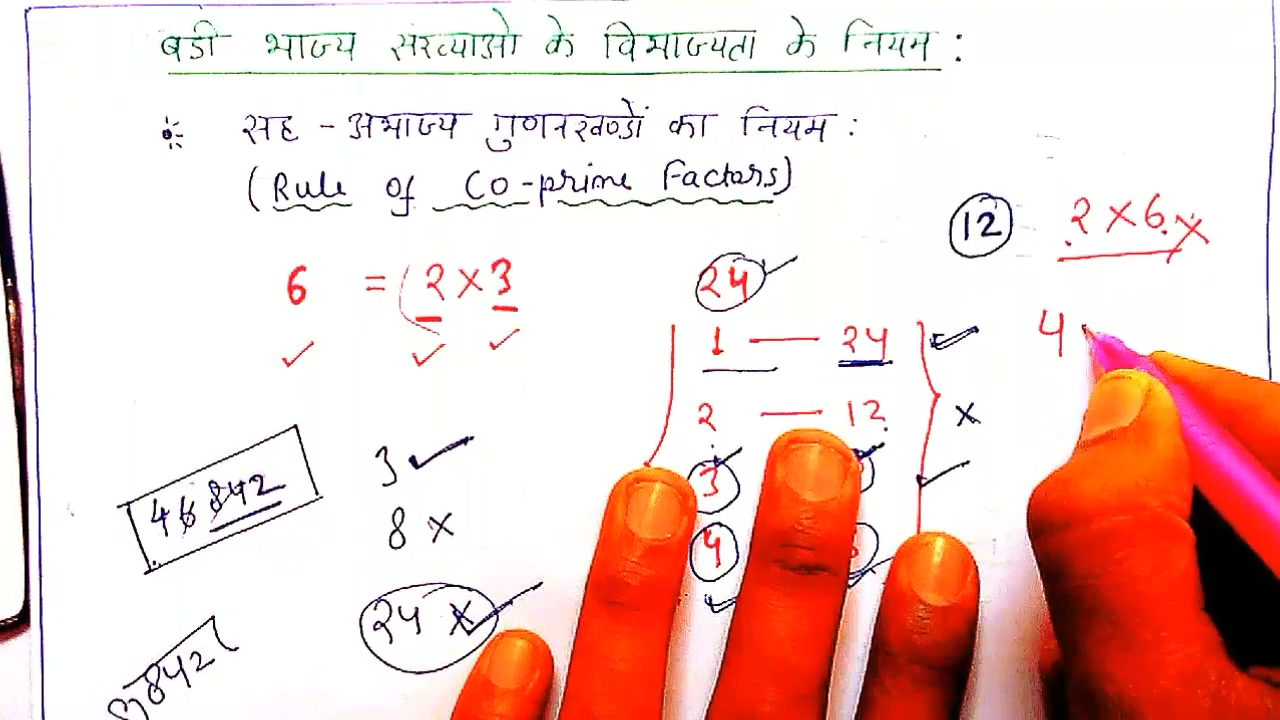 बडी भाज्य संख्याओ के विभाज्यता के नियम :
सह - अभाज्य गुणनखण्डों का नियम :
(Rule of Co-prime Factors)
12 2 X 6 X
6 = (2 X 3
24 ✓
✓ ✓ ✓
1 — 24 ✓
4
2 — 12 X
3 ✓
3 ✓ ✓
46842
8 X
4
24 X ✓
842